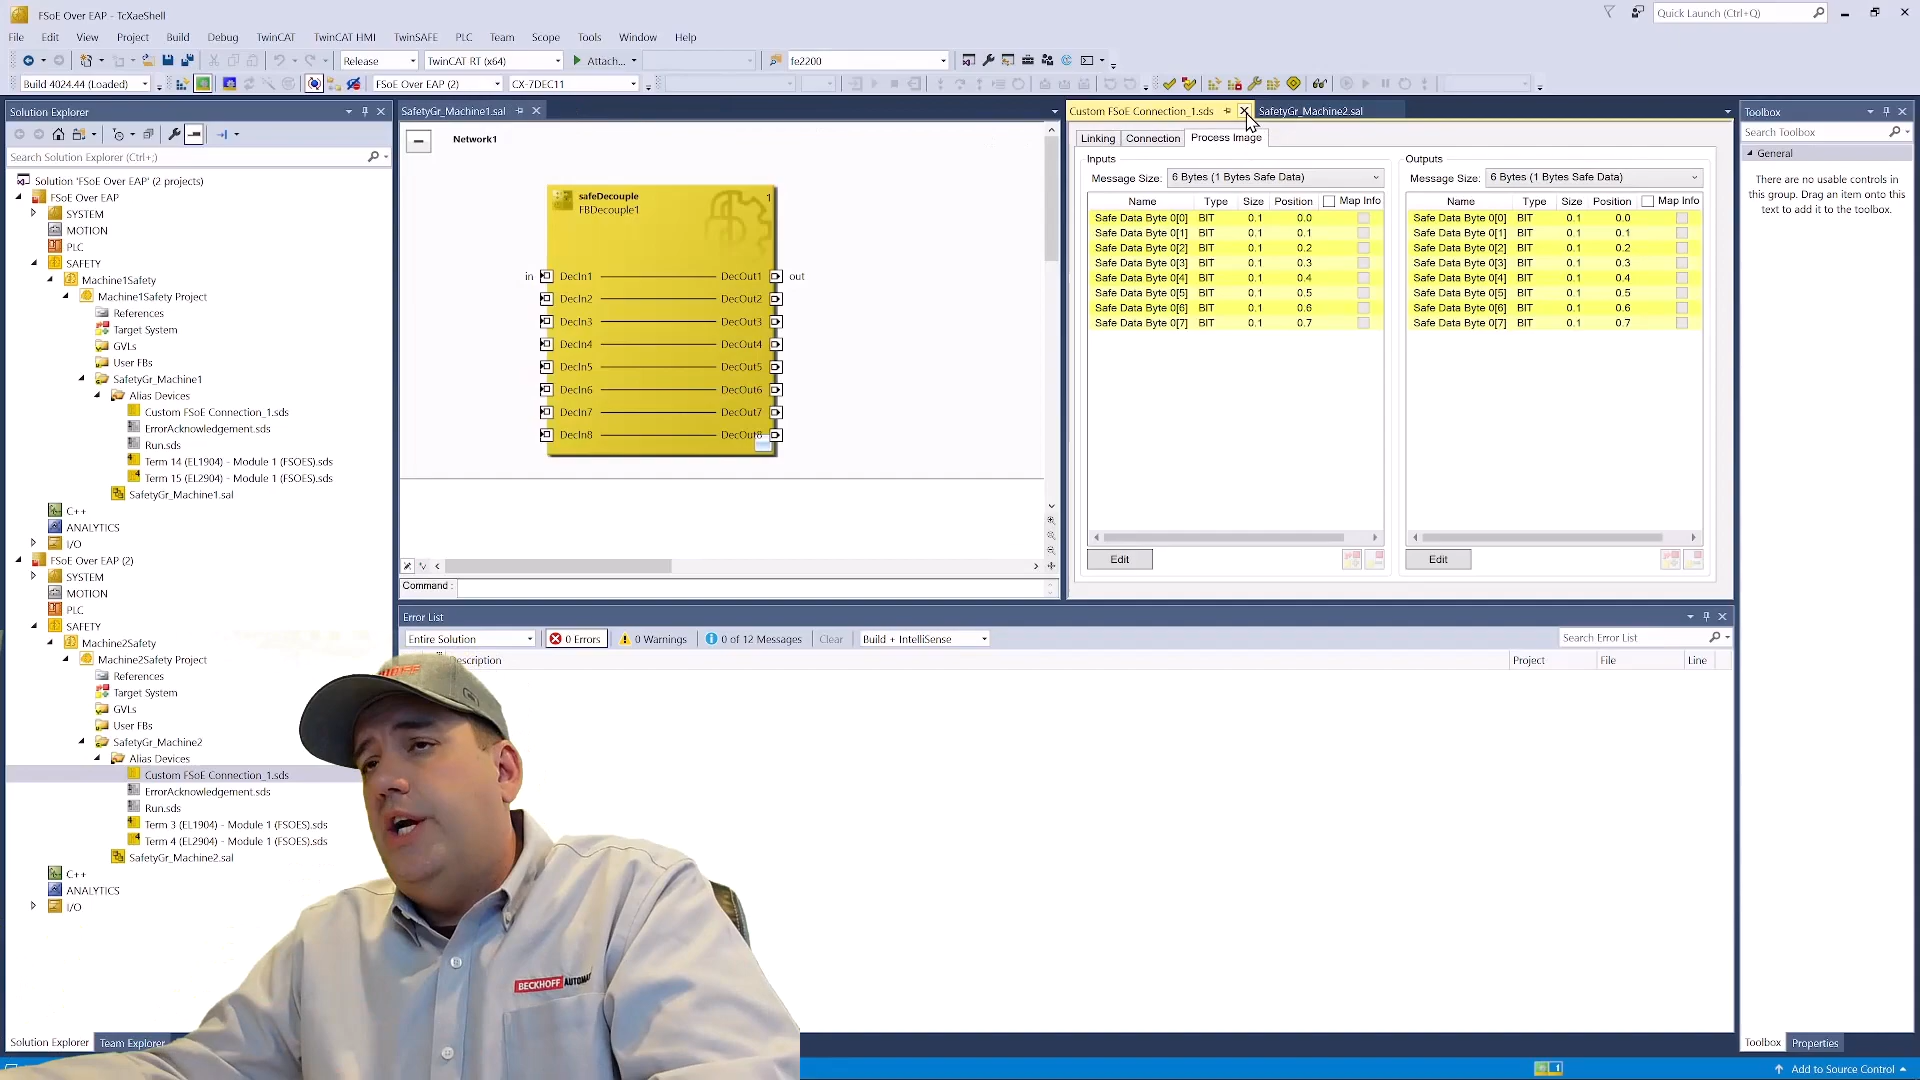 FSoE Over EAP - TcXaeShell
Quick Launch (Ctrl+Q)
File Edit View Project Build Debug TwinCAT TwinCAT HMI TwinSAFE PLC Team Scope Tools Window Help
Release TwinCAT RT (x64) Attach... fe2200
Build 4024.44 (Loaded) FSoE Over EAP (2) CX-7DEC11
Solution Explorer
Search Solution Explorer (Ctrl+;)
Solution 'FSoE Over EAP' (2 projects)
FSoE Over EAP
SYSTEM
MOTION
PLC
SAFETY
Machine1Safety
Machine1Safety Project
References
Target System
GVLs
User FBs
SafetyGr_Machine1
Alias Devices
Custom FSoE Connection_1.sds
ErrorAcknowledgement.sds
Run.sds
Term 14 (EL1904) - Module 1 (FSOES).sds
Term 15 (EL2904) - Module 1 (FSOES).sds
SafetyGr_Machine1.sal
C++
ANALYTICS
I/O
FSoE Over EAP (2)
SYSTEM
MOTION
PLC
SAFETY
Machine2Safety
Machine2Safety Project
References
Target System
GVLs
User FBs
SafetyGr_Machine2
Alias Devices
Custom FSoE Connection_1.sds
ErrorAcknowledgement.sds
Run.sds
Term 3 (EL1904) - Module 1 (FSOES).sds
Term 4 (EL2904) - Module 1 (FSOES).sds
SafetyGr_Machine2.sal
C++
ANALYTICS
I/O
Solution Explorer Team Explorer
SafetyGr_Machine1.sal
Network1
safeDecouple 1
FBDecouple1
in DecIn1 DecOut1 out
DecIn2 DecOut2
DecIn3 DecOut3
DecIn4 DecOut4
DecIn5 DecOut5
DecIn6 DecOut6
DecIn7 DecOut7
DecIn8 DecOut8
Command :
Custom FSoE Connection_1.sds SafetyGr_Machine2.sal
Linking Connection Process Image
Inputs
Message Size: 6 Bytes (1 Bytes Safe Data)
Name Type Size Position Map Info
Safe Data Byte 0[0] BIT 0.1 0.0
Safe Data Byte 0[1] BIT 0.1 0.1
Safe Data Byte 0[2] BIT 0.1 0.2
Safe Data Byte 0[3] BIT 0.1 0.3
Safe Data Byte 0[4] BIT 0.1 0.4
Safe Data Byte 0[5] BIT 0.1 0.5
Safe Data Byte 0[6] BIT 0.1 0.6
Safe Data Byte 0[7] BIT 0.1 0.7
Edit
Outputs
Message Size: 6 Bytes (1 Bytes Safe Data)
Name Type Size Position Map Info
Safe Data Byte 0[0] BIT 0.1 0.0
Safe Data Byte 0[1] BIT 0.1 0.1
Safe Data Byte 0[2] BIT 0.1 0.2
Safe Data Byte 0[3] BIT 0.1 0.3
Safe Data Byte 0[4] BIT 0.1 0.4
Safe Data Byte 0[5] BIT 0.1 0.5
Safe Data Byte 0[6] BIT 0.1 0.6
Safe Data Byte 0[7] BIT 0.1 0.7
Edit
Error List
Entire Solution 0 Errors 0 Warnings 0 of 12 Messages Clear Build + IntelliSense Search Error List
Description Project File Line
Toolbox
Search Toolbox
General
There are no usable controls in
this group. Drag an item onto this
text to add it to the toolbox.
Toolbox Properties
BECKHOFF
1 Add to Source Control